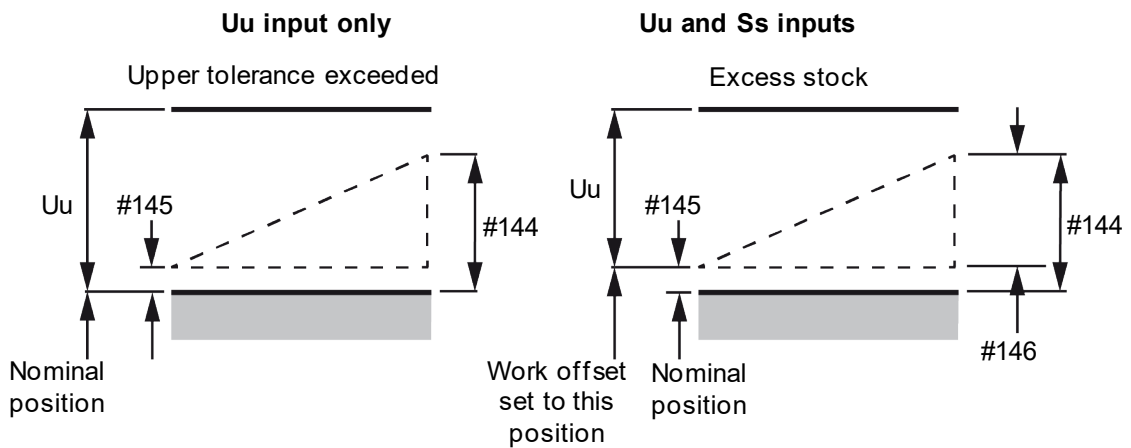 Uu input only
Upper tolerance exceeded
Uu
#145
#144
Nominal
position
Uu and Ss inputs
Excess stock
Uu
#145
#144
#146
Work offset
set to this
position
Nominal
position